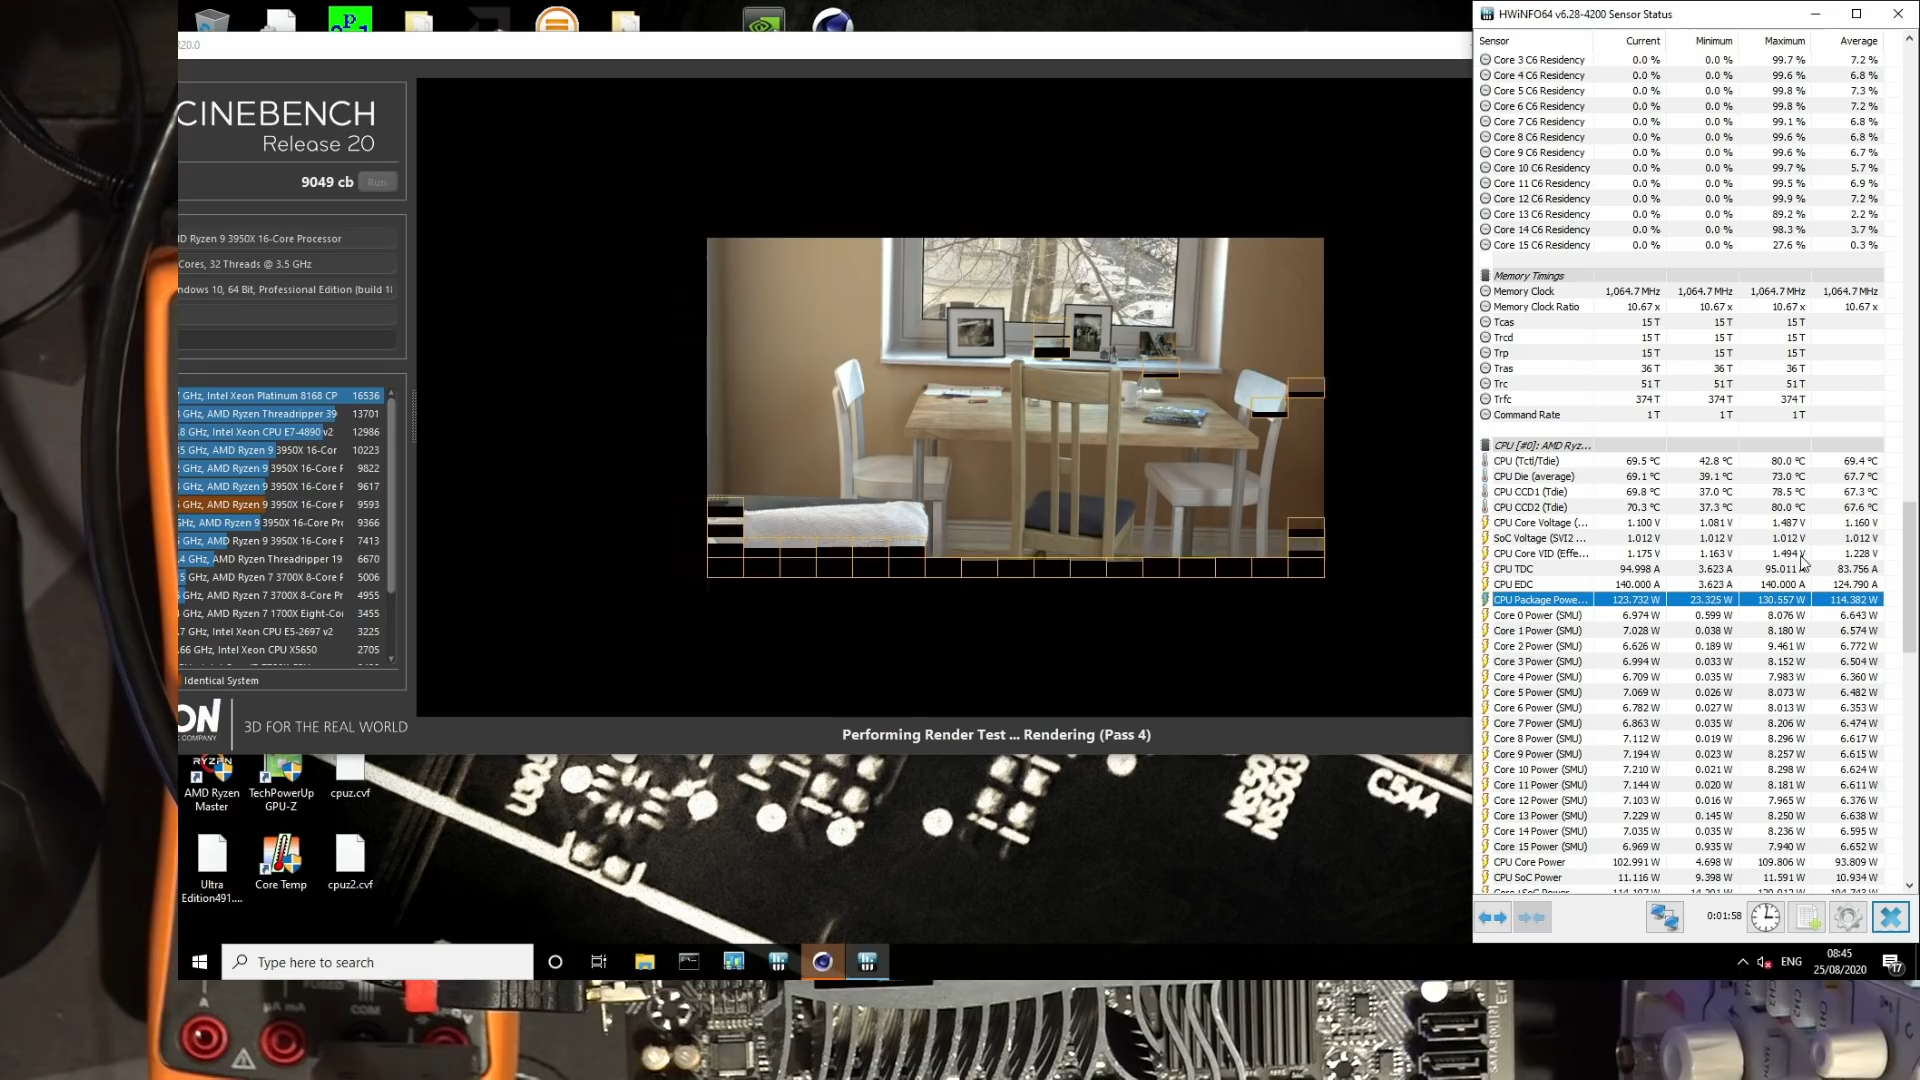 R20.0
CINEBENCH
Release 20
9049 cb
Run
D Ryzen 9 3950X 16-Core Processor
Cores, 32 Threads @ 3.5 GHz
ndows 10, 64 Bit, Professional Edition (build 1
GHz, Intel Xeon Platinum 8168 CP 16536
GHz, AMD Ryzen Threadripper 39 13701
.8 GHz, Intel Xeon CPU E7-4890 v2 12986
GHz, AMD Ryzen 9 3950X 16-Cor 10223
GHz, AMD Ryzen 9 3950X 16-Core F 9822
GHz, AMD Ryzen 9 3950X 16-Core F 9617
GHz, AMD Ryzen 9 3950X 16-Core F 9593
GHz, AMD Ryzen 9 3950X 16-Core Pr 9366
GHz, AMD Ryzen 9 3950X 16-Core F 7413
GHz, AMD Ryzen Threadripper 19 6670
GHz, AMD Ryzen 7 3700X 8-Core F 5006
GHz, AMD Ryzen 7 3700X 8-Core Pr 4955
GHz, AMD Ryzen 7 1700X Eight-Co 3455
.7 GHz, Intel Xeon CPU E5-2697 v2 3225
.66 GHz, Intel Xeon CPU X5650 2705
Identical System
ON
COMPANY
3D FOR THE REAL WORLD
Performing Render Test ... Rendering (Pass 4)
RYZEN
AMD Ryzen Master
TechPowerUp GPU-Z
cpuz.cvf
Ultra Edition491....
Core Temp
cpuz2.cvf
C544
Type here to search
ENG
08:45
25/08/2020
17
HWiNFO64 v6.28-4200 Sensor Status
Sensor Current Minimum Maximum Average
Core 3 C6 Residency 0.0 % 0.0 % 99.7 % 7.2 %
Core 4 C6 Residency 0.0 % 0.0 % 99.6 % 6.8 %
Core 5 C6 Residency 0.0 % 0.0 % 99.8 % 7.3 %
Core 6 C6 Residency 0.0 % 0.0 % 99.8 % 7.2 %
Core 7 C6 Residency 0.0 % 0.0 % 99.1 % 6.8 %
Core 8 C6 Residency 0.0 % 0.0 % 99.6 % 6.8 %
Core 9 C6 Residency 0.0 % 0.0 % 99.6 % 6.7 %
Core 10 C6 Residency 0.0 % 0.0 % 99.7 % 5.7 %
Core 11 C6 Residency 0.0 % 0.0 % 99.5 % 6.9 %
Core 12 C6 Residency 0.0 % 0.0 % 99.9 % 7.2 %
Core 13 C6 Residency 0.0 % 0.0 % 89.2 % 2.2 %
Core 14 C6 Residency 0.0 % 0.0 % 98.3 % 3.7 %
Core 15 C6 Residency 0.0 % 0.0 % 27.6 % 0.3 %
Memory Timings
Memory Clock 1,064.7 MHz 1,064.7 MHz 1,064.7 MHz 1,064.7 MHz
Memory Clock Ratio 10.67 x 10.67 x 10.67 x 10.67 x
Tcas 15 T 15 T 15 T
Trcd 15 T 15 T 15 T
Trp 15 T 15 T 15 T
Tras 36 T 36 T 36 T
Trc 51 T 51 T 51 T
Trfc 374 T 374 T 374 T
Command Rate 1 T 1 T 1 T
CPU [#0]: AMD Ryz...
CPU (Tctl/Tdie) 69.5 °C 42.8 °C 80.0 °C 69.4 °C
CPU Die (average) 69.1 °C 39.1 °C 73.0 °C 67.7 °C
CPU CCD1 (Tdie) 69.8 °C 37.0 °C 78.5 °C 67.3 °C
CPU CCD2 (Tdie) 70.3 °C 37.3 °C 80.0 °C 67.6 °C
CPU Core Voltage (... 1.100 V 1.081 V 1.487 V 1.160 V
SoC Voltage (SVI2 ... 1.012 V 1.012 V 1.012 V 1.012 V
CPU Core VID (Effe... 1.175 V 1.163 V 1.494 V 1.228 V
CPU TDC 94.998 A 3.623 A 95.011 A 83.756 A
CPU EDC 140.000 A 3.623 A 140.000 A 124.790 A
CPU Package Powe... 123.732 W 23.325 W 130.557 W 114.382 W
Core 0 Power (SMU) 6.974 W 0.599 W 8.076 W 6.643 W
Core 1 Power (SMU) 7.028 W 0.038 W 8.180 W 6.574 W
Core 2 Power (SMU) 6.626 W 0.189 W 9.461 W 6.772 W
Core 3 Power (SMU) 6.994 W 0.033 W 8.152 W 6.504 W
Core 4 Power (SMU) 6.709 W 0.035 W 7.983 W 6.360 W
Core 5 Power (SMU) 7.069 W 0.026 W 8.073 W 6.482 W
Core 6 Power (SMU) 6.782 W 0.027 W 8.013 W 6.353 W
Core 7 Power (SMU) 6.863 W 0.035 W 8.206 W 6.474 W
Core 8 Power (SMU) 7.112 W 0.019 W 8.296 W 6.617 W
Core 9 Power (SMU) 7.194 W 0.023 W 8.257 W 6.615 W
Core 10 Power (SMU) 7.210 W 0.021 W 8.298 W 6.624 W
Core 11 Power (SMU) 7.144 W 0.020 W 8.181 W 6.611 W
Core 12 Power (SMU) 7.103 W 0.016 W 7.965 W 6.376 W
Core 13 Power (SMU) 7.229 W 0.145 W 8.250 W 6.638 W
Core 14 Power (SMU) 7.035 W 0.035 W 8.236 W 6.595 W
Core 15 Power (SMU) 6.969 W 0.935 W 7.940 W 6.652 W
CPU Core Power 102.991 W 4.698 W 109.806 W 93.809 W
CPU SoC Power 11.116 W 9.398 W 11.591 W 10.934 W
0:01:58
A
µA mA
COM